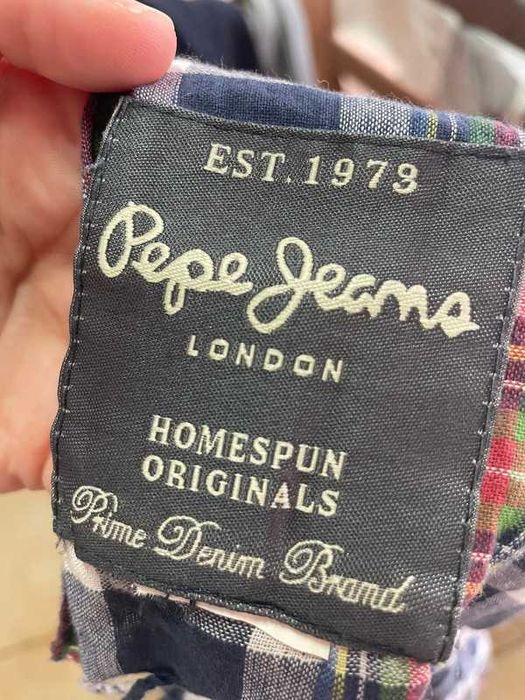 EST. 1973
Pepe Jeans
LONDON
HOMESPUN
ORIGINALS
Prime Denim Brand